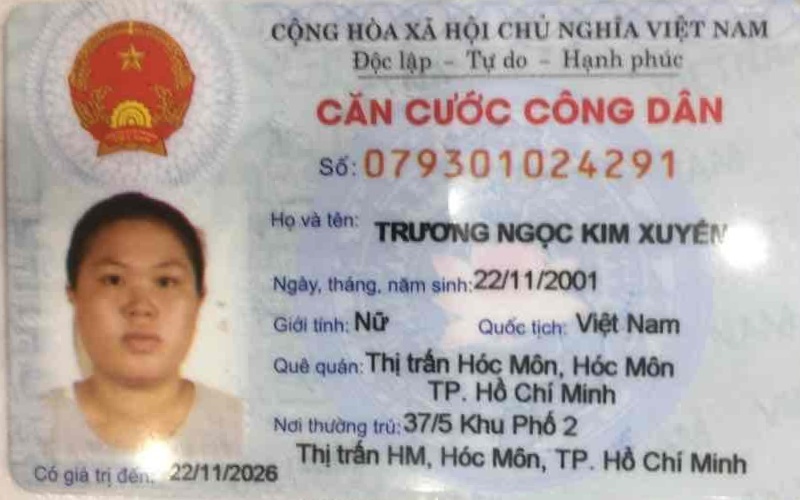 CỘNG HÒA XÃ HỘI CHỦ NGHĨA VIỆT NAM
Độc lập - Tự do - Hạnh phúc
CĂN CƯỚC CÔNG DÂN
Số: 079301024291
Họ và tên: TRƯƠNG NGỌC KIM XUYÊN
Ngày, tháng, năm sinh: 22/11/2001
Giới tính: Nữ Quốc tịch: Việt Nam
Quê quán: Thị trấn Hóc Môn, Hóc Môn
TP. Hồ Chí Minh
Nơi thường trú: 37/5 Khu Phố 2
Thị trấn HM, Hóc Môn, TP. Hồ Chí Minh
Có giá trị đến: 22/11/2026